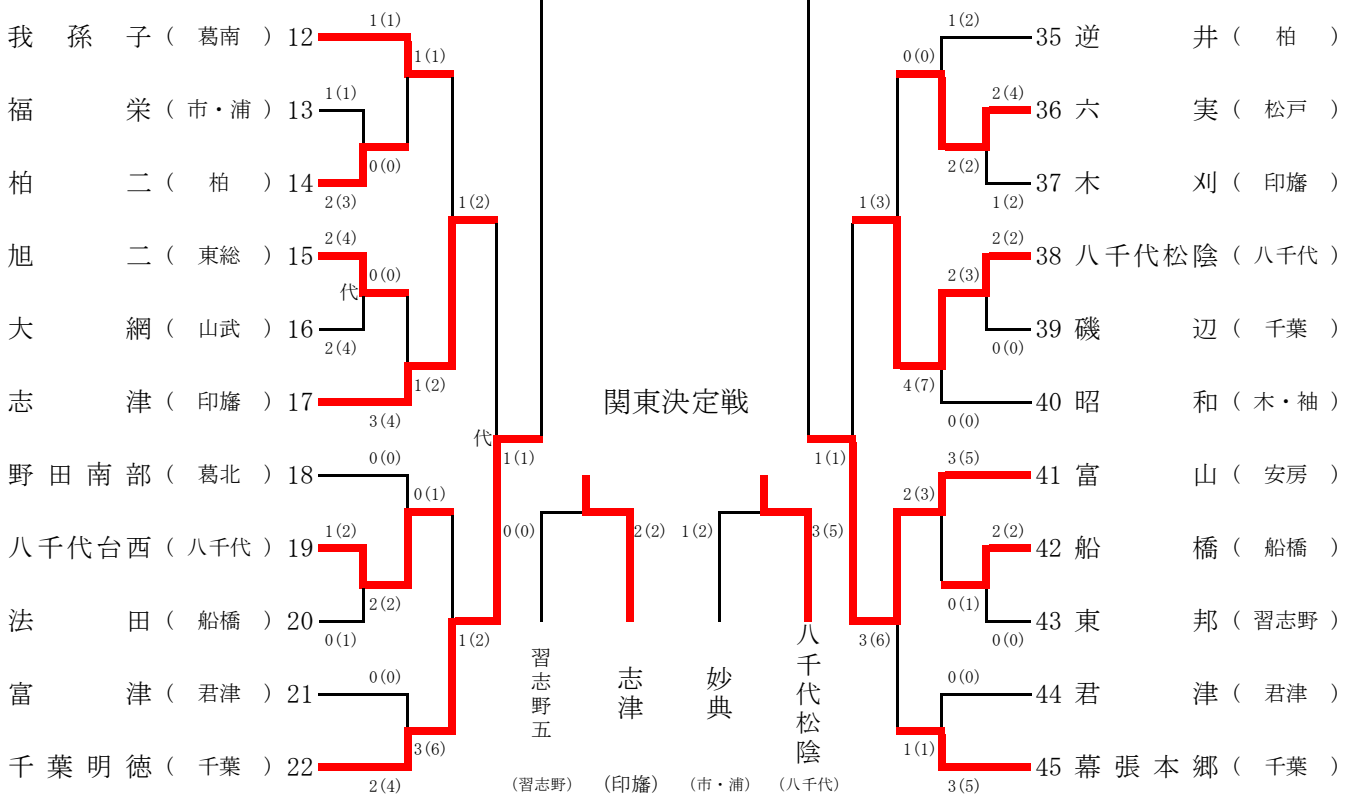 我孫子（葛南）12 1(1)
1(1)
福栄（市・浦）13 1(1)
0(0)
柏二（柏）14 2(3)
1(2)
旭二（東総）15 2(4)
0(0)
代
大網（山武）16 2(4)
1(2)
志津（印旛）17 3(4)
代
1(1)
野田南部（葛北）18 0(0)
0(1)
八千代台西（八千代）19 1(2)
2(2)
法田（船橋）20 0(1)
1(2)
富津（君津）21 0(0)
3(6)
千葉明徳（千葉）22 2(4)
関東決定戦
0(0) 2(2) 1(2) 3(5)
習志野五
志津
妙典
八千代松陰
(習志野) (印旛) (市・浦) (八千代)
1(2) 35 逆井（柏）
0(0)
2(4) 36 六実（松戸）
2(2)
1(2) 37 木刈（印旛）
1(3)
2(2) 38 八千代松陰（八千代）
2(3)
0(0) 39 磯辺（千葉）
4(7)
0(0) 40 昭和（木・袖）
1(1)
3(5) 41 富山（安房）
2(3)
2(2) 42 船橋（船橋）
0(1)
0(0) 43 東邦（習志野）
3(6)
0(0) 44 君津（君津）
1(1)
3(5) 45 幕張本郷（千葉）